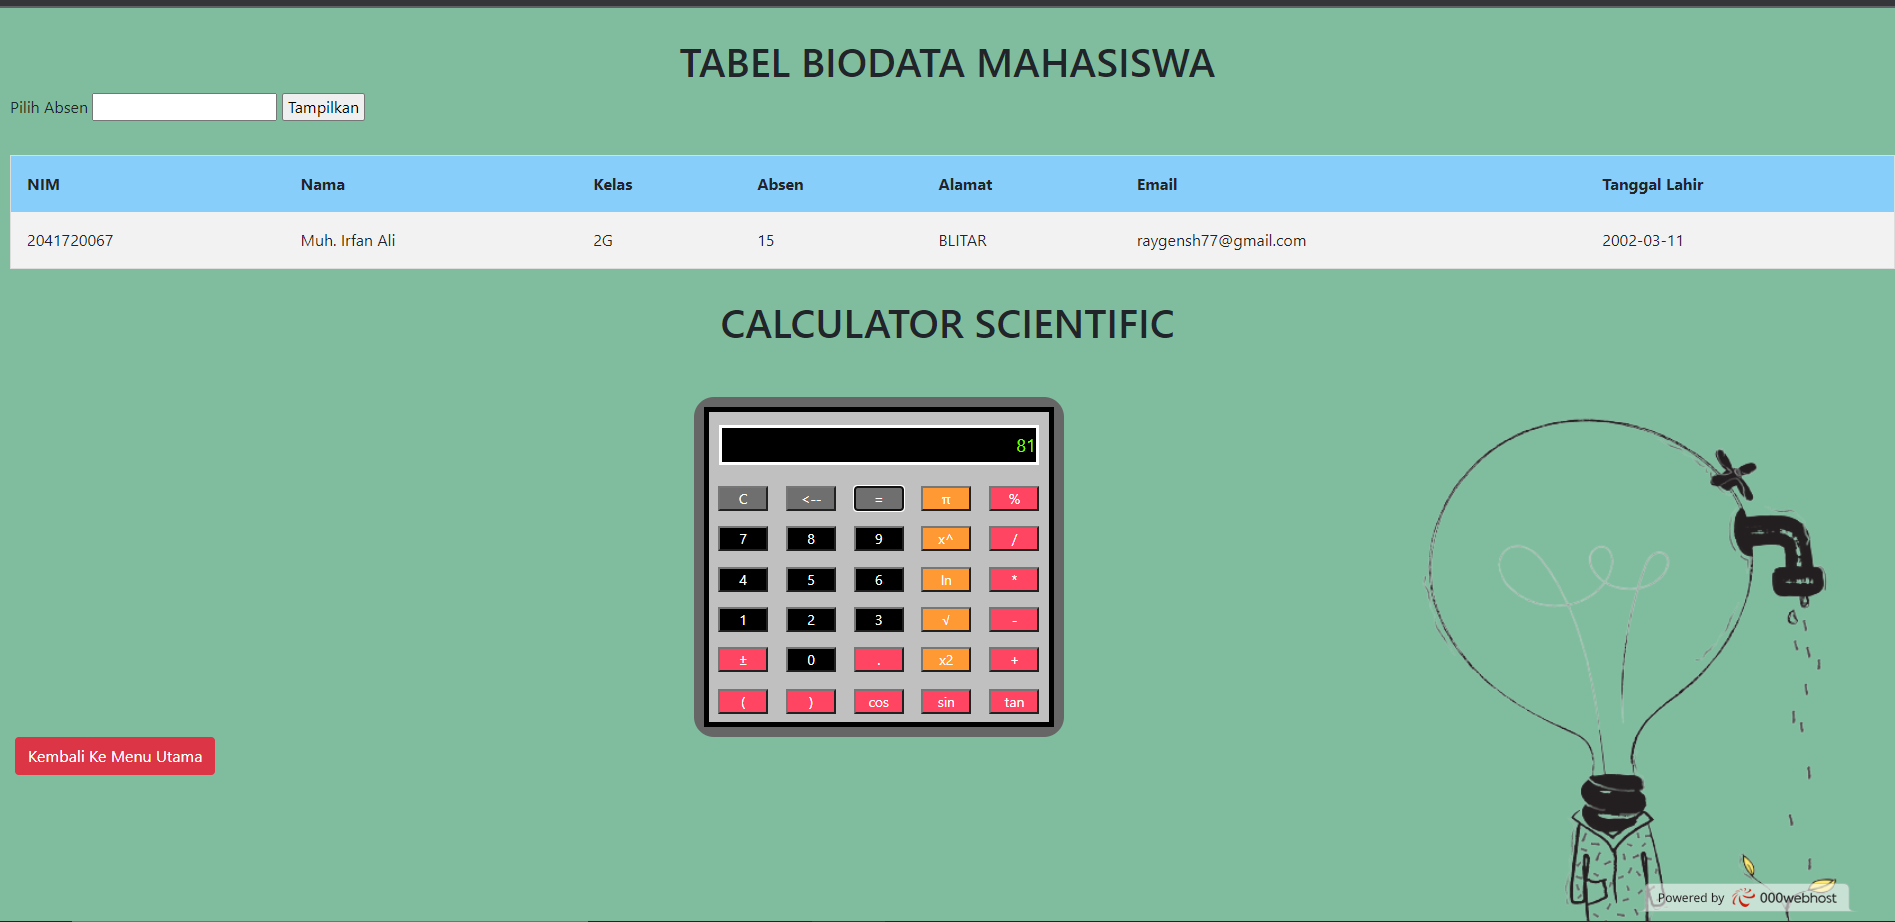 TABEL BIODATA MAHASISWA
Pilih Absen Tampilkan
NIM Nama Kelas Absen Alamat Email Tanggal Lahir
2041720067 Muh. Irfan Ali 2G 15 BLITAR raygensh77@gmail.com 2002-03-11
CALCULATOR SCIENTIFIC
81
C <-- = π %
7 8 9 x^ /
4 5 6 ln *
1 2 3 √ -
± 0 . x2 +
( ) cos sin tan
Kembali Ke Menu Utama
Powered by 000webhost